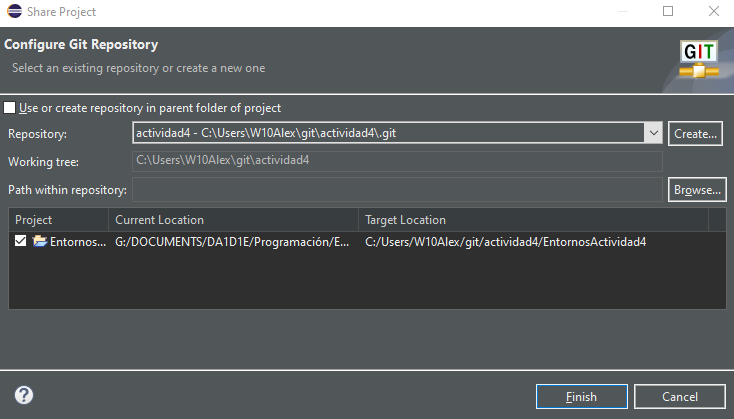 Share Project
Configure Git Repository
Select an existing repository or create a new one
GIT
Use or create repository in parent folder of project
Repository: actividad4 - C:\Users\W10Alex\git\actividad4\.git Create...
Working tree: C:\Users\W10Alex\git\actividad4
Path within repository: Browse...
Project Current Location Target Location
Entornos... G:/DOCUMENTS/DA1D1E/Programación/E... C:/Users/W10Alex/git/actividad4/EntornosActividad4
? Finish Cancel